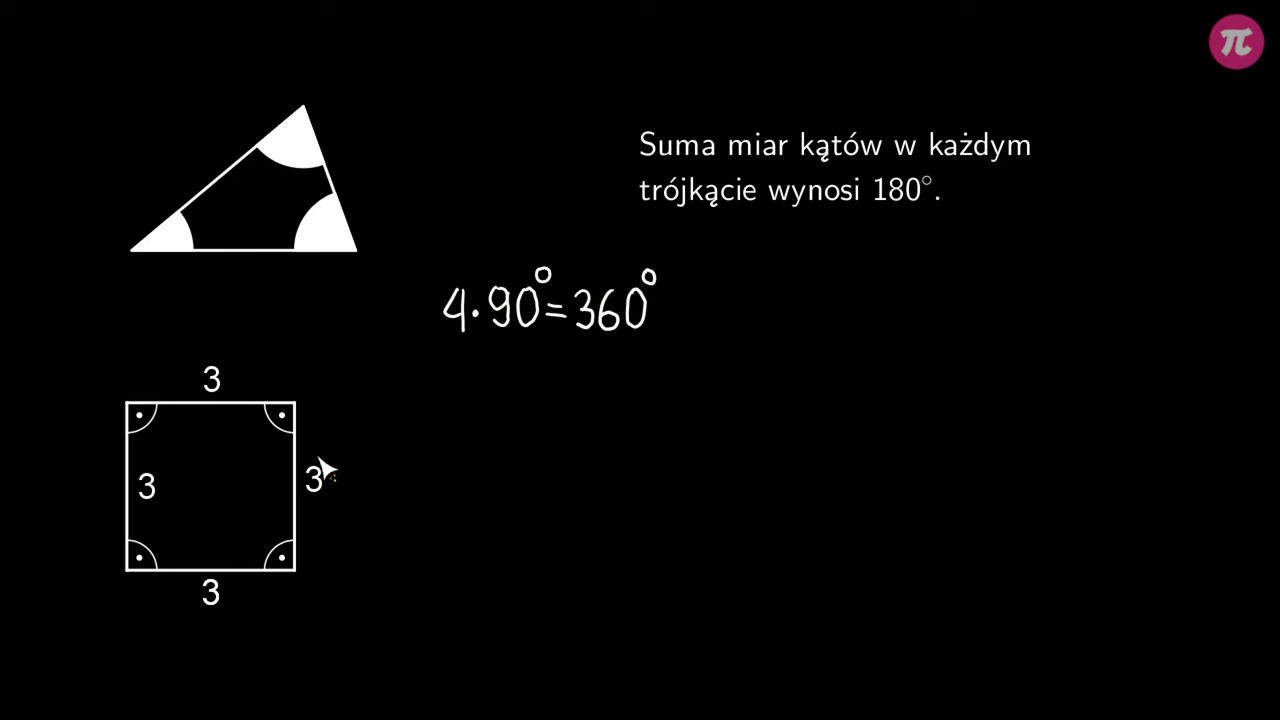 π
Suma miar kątów w każdym
trójkącie wynosi 180°.
4·90°=360°
3
3
3
3